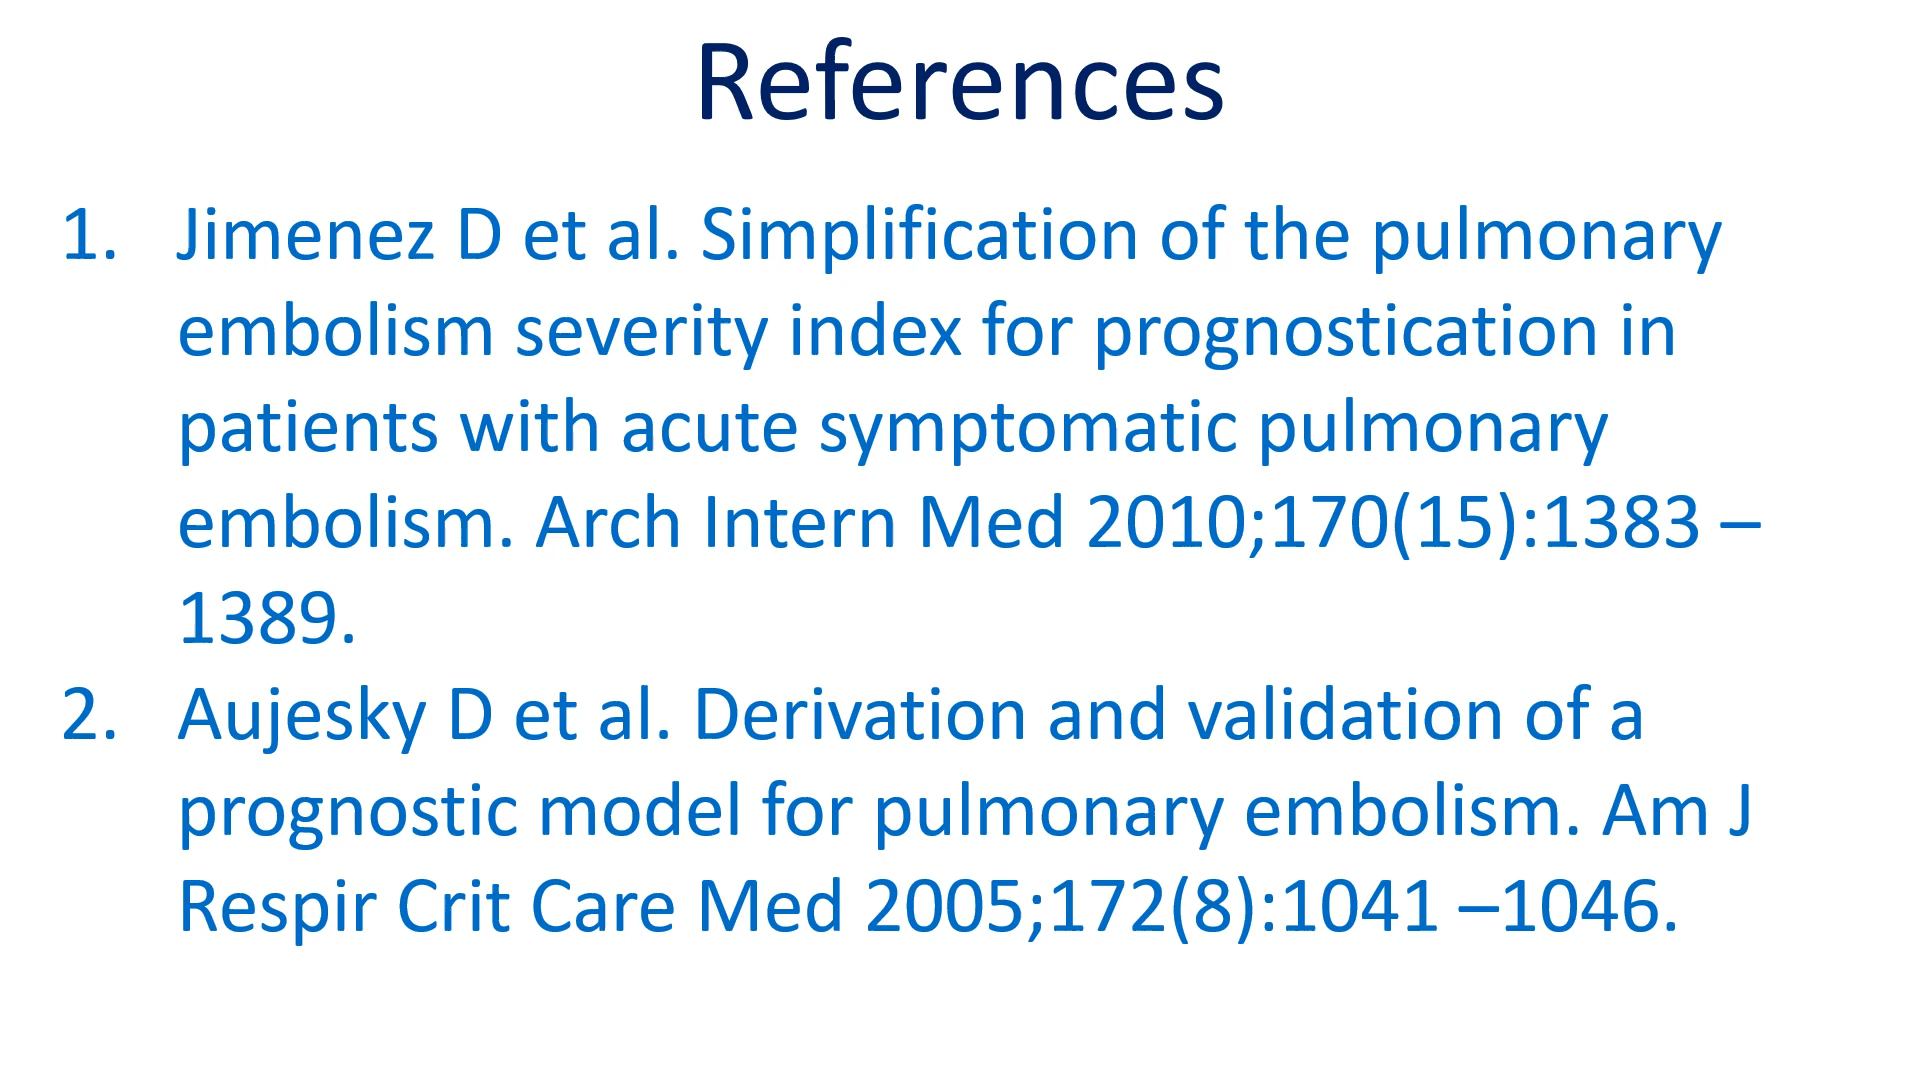 References
1. Jimenez D et al. Simplification of the pulmonary
embolism severity index for prognostication in
patients with acute symptomatic pulmonary
embolism. Arch Intern Med 2010;170(15):1383 –
1389.
2. Aujesky D et al. Derivation and validation of a
prognostic model for pulmonary embolism. Am J
Respir Crit Care Med 2005;172(8):1041 –1046.